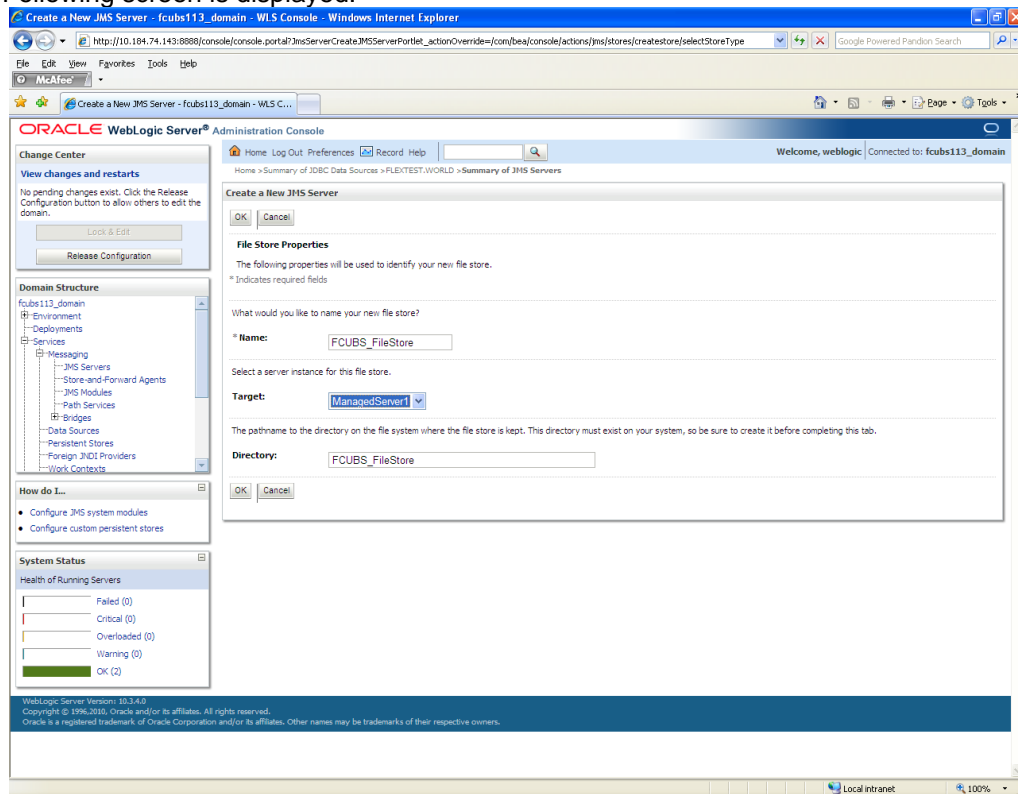 Following screen is displayed.
Create a New JMS Server - fcubs113_domain - WLS Console - Windows Internet Explorer
http://10.184.74.143:8888/console/console.portal?JmsServerCreateJMSServerPortlet_actionOverride=/com/bea/console/actions/jms/stores/createstore/selectStoreType
Google Powered Pandion Search
File Edit View Favorites Tools Help
McAfee
Create a New JMS Server - fcubs113_domain - WLS C...
Page Tools
ORACLE WebLogic Server® Administration Console
Change Center
View changes and restarts
No pending changes exist. Click the Release
Configuration button to allow others to edit the
domain.
Lock & Edit
Release Configuration
Domain Structure
fcubs113_domain
Environment
Deployments
Services
Messaging
JMS Servers
Store-and-Forward Agents
JMS Modules
Path Services
Bridges
Data Sources
Persistent Stores
Foreign JNDI Providers
Work Contexts
How do I...
Configure JMS system modules
Configure custom persistent stores
System Status
Health of Running Servers
Failed (0)
Critical (0)
Overloaded (0)
Warning (0)
OK (2)
Home Log Out Preferences Record Help
Welcome, weblogic Connected to: fcubs113_domain
Home >Summary of JDBC Data Sources >FLEXTEST.WORLD >Summary of JMS Servers
Create a New JMS Server
OK Cancel
File Store Properties
The following properties will be used to identify your new file store.
* Indicates required fields
What would you like to name your new file store?
* Name: FCUBS_FileStore
Select a server instance for this file store.
Target: ManagedServer1
The pathname to the directory on the file system where the file store is kept. This directory must exist on your system, so be sure to create it before completing this tab.
Directory: FCUBS_FileStore
OK Cancel
WebLogic Server Version: 10.3.4.0
Copyright © 1996,2010, Oracle and/or its affiliates. All rights reserved.
Oracle is a registered trademark of Oracle Corporation and/or its affiliates. Other names may be trademarks of their respective owners.
Local intranet 100%